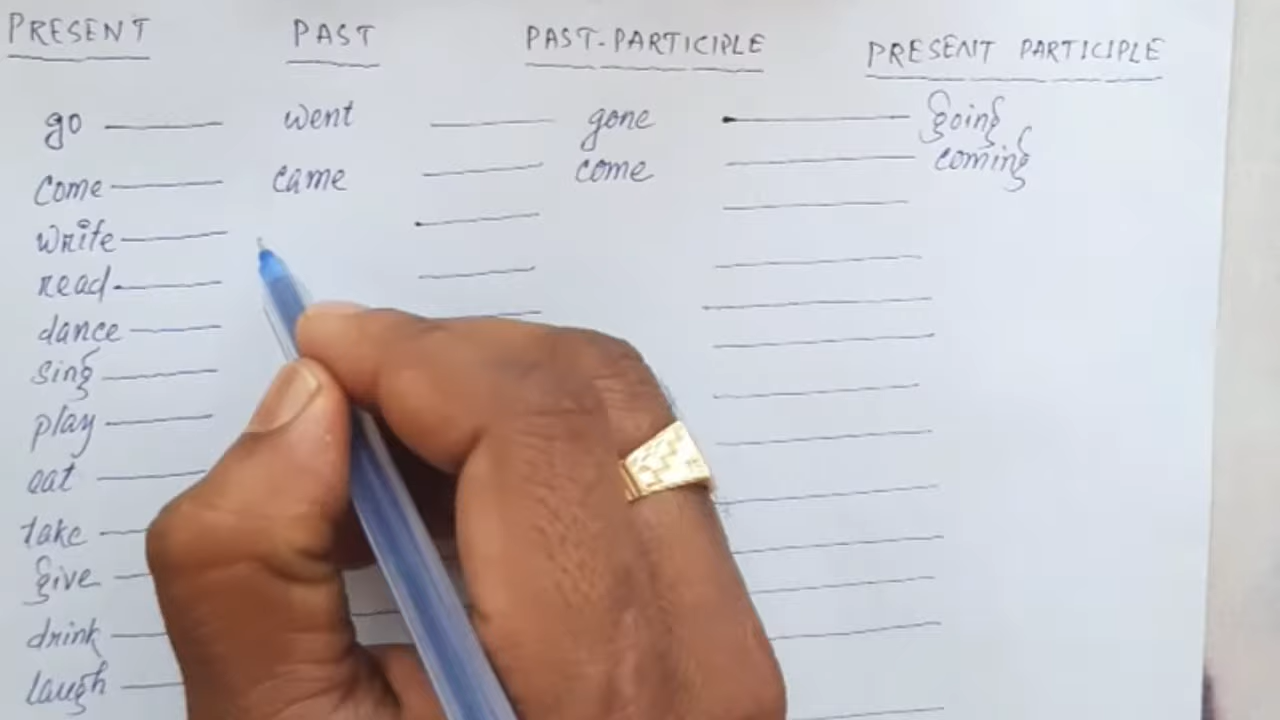 PRESENT PAST PAST-PARTICIPLE PRESENT PARTICIPLE
go went gone going
come came come coming
write
read
dance
sing
play
eat
take
give
drink
laugh